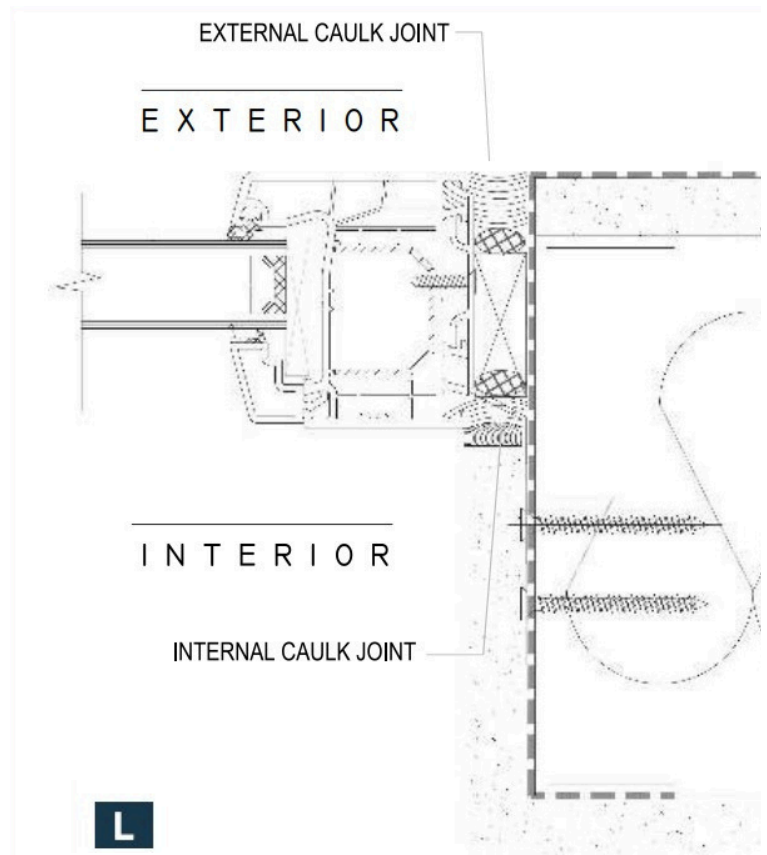 EXTERNAL CAULK JOINT
EXTERIOR
INTERIOR
INTERNAL CAULK JOINT
L